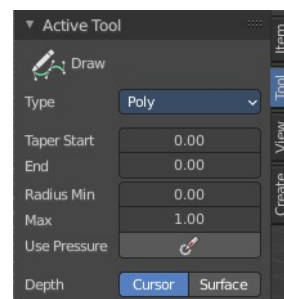 Active Tool
Draw
Type Poly
Taper Start 0.00
End 0.00
Radius Min 0.00
Max 1.00
Use Pressure
Depth Cursor Surface
Item
Tool
View
Create